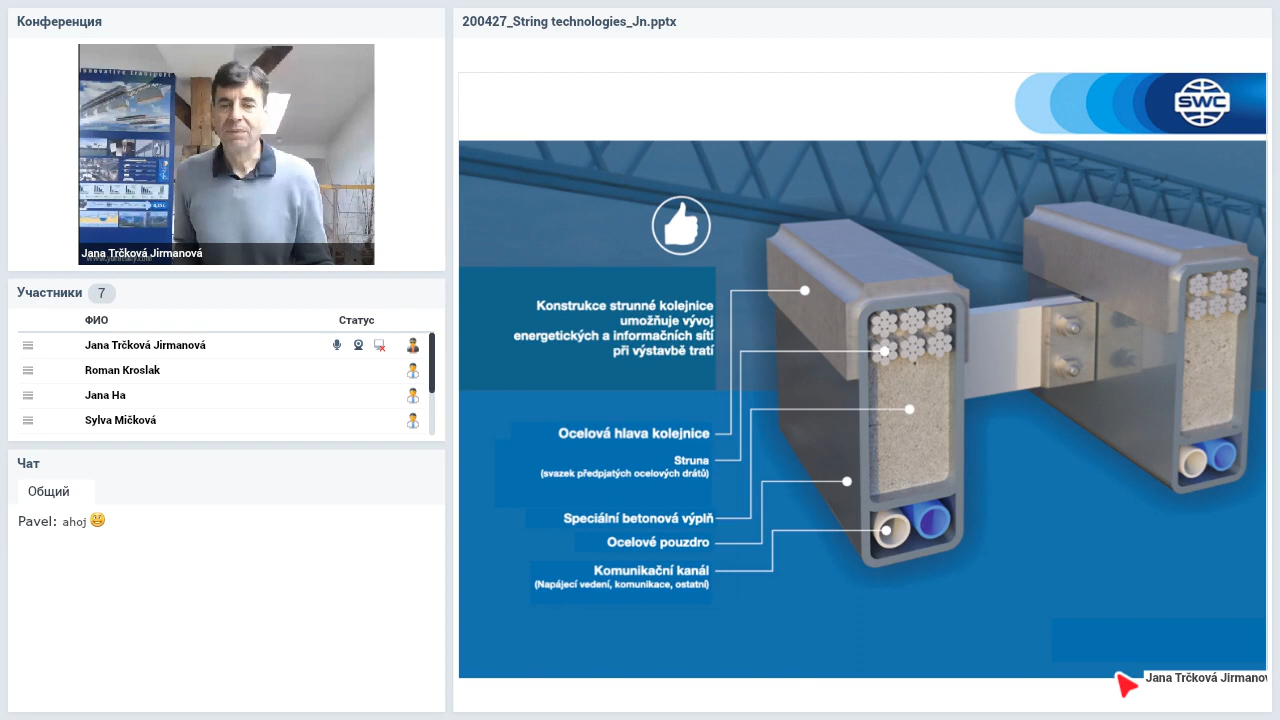 Конференция
Innovative transport
Jana Trčková Jirmanová
Участники 7
ФИО Статус
Jana Trčková Jirmanová
Roman Kroslak
Jana Ha
Sylva Mičková
Чат
Общий
Pavel: ahoj
200427_String technologies_Jn.pptx
SWC
Konstrukce strunné kolejnice
umožňuje vývoj
energetických a informačních sítí
při výstavbě tratí
Ocelová hlava kolejnice
Struna
(svazek předpjatých ocelových drátů)
Speciální betonová výplň
Ocelové pouzdro
Komunikační kanál
(Napájecí vedení, komunikace, ostatní)
Jana Trčková Jirmanov